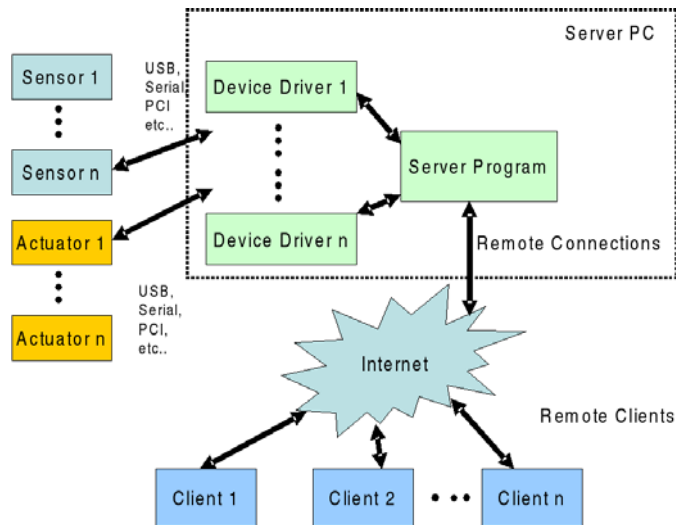 Server PC
Sensor 1
USB,
Serial,
PCI
etc..
Device Driver 1
Sensor n
Server Program
Actuator 1
Device Driver n
Remote Connections
USB,
Serial,
PCI,
etc..
Actuator n
Internet
Remote Clients
Client 1
Client 2
Client n